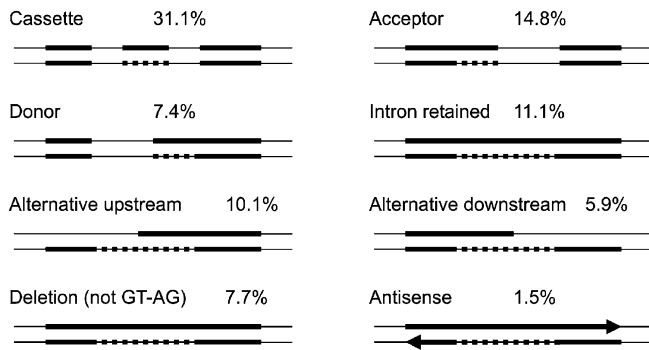 Cassette 31.1% Acceptor 14.8%
Donor 7.4% Intron retained 11.1%
Alternative upstream 10.1% Alternative downstream 5.9%
Deletion (not GT-AG) 7.7% Antisense 1.5%